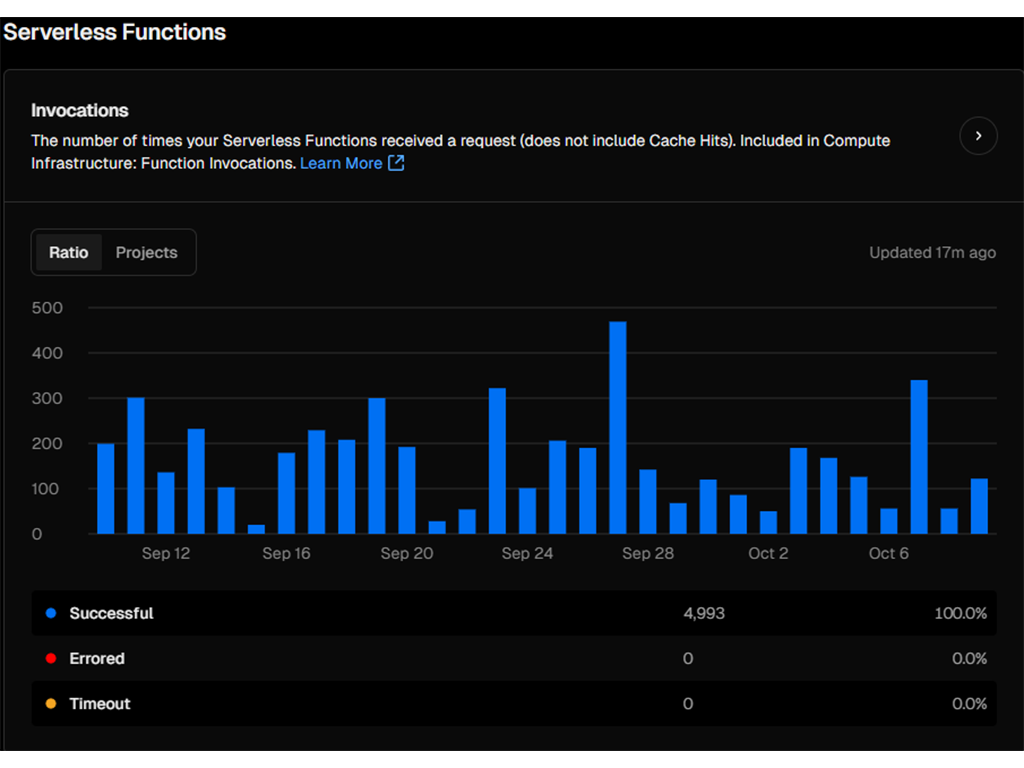 Serverless Functions
Invocations
The number of times your Serverless Functions received a request (does not include Cache Hits). Included in Compute
Infrastructure: Function Invocations. Learn More
Ratio Projects Updated 17m ago
500
400
300
200
100
0
Sep 12 Sep 16 Sep 20 Sep 24 Sep 28 Oct 2 Oct 6
Successful 4,993 100.0%
Errored 0 0.0%
Timeout 0 0.0%